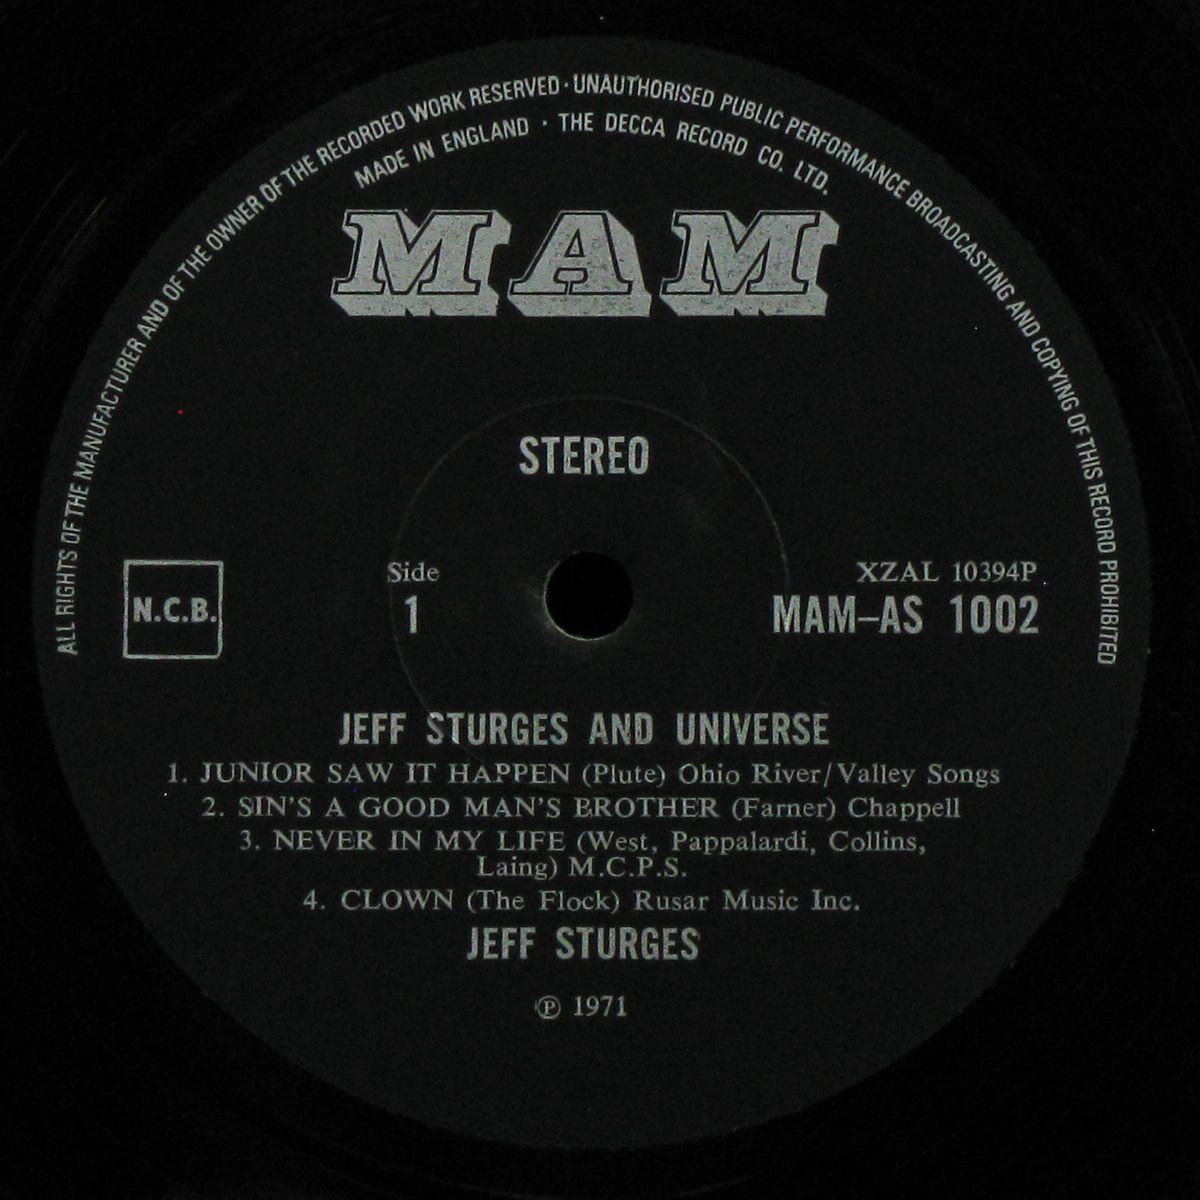 ALL RIGHTS OF THE MANUFACTURER AND OF THE OWNER OF THE RECORDED WORK RESERVED · UNAUTHORISED PUBLIC PERFORMANCE BROADCASTING AND COPYING OF THIS RECORD PROHIBITED
MADE IN ENGLAND · THE DECCA RECORD CO. LTD.
MAM
STEREO
N.C.B.
Side
1
XZAL 10394P
MAM–AS 1002
JEFF STURGES AND UNIVERSE
1. JUNIOR SAW IT HAPPEN (Plute) Ohio River/Valley Songs
2. SIN'S A GOOD MAN'S BROTHER (Farner) Chappell
3. NEVER IN MY LIFE (West, Pappalardi, Collins,
Laing) M.C.P.S.
4. CLOWN (The Flock) Rusar Music Inc.
JEFF STURGES
℗ 1971